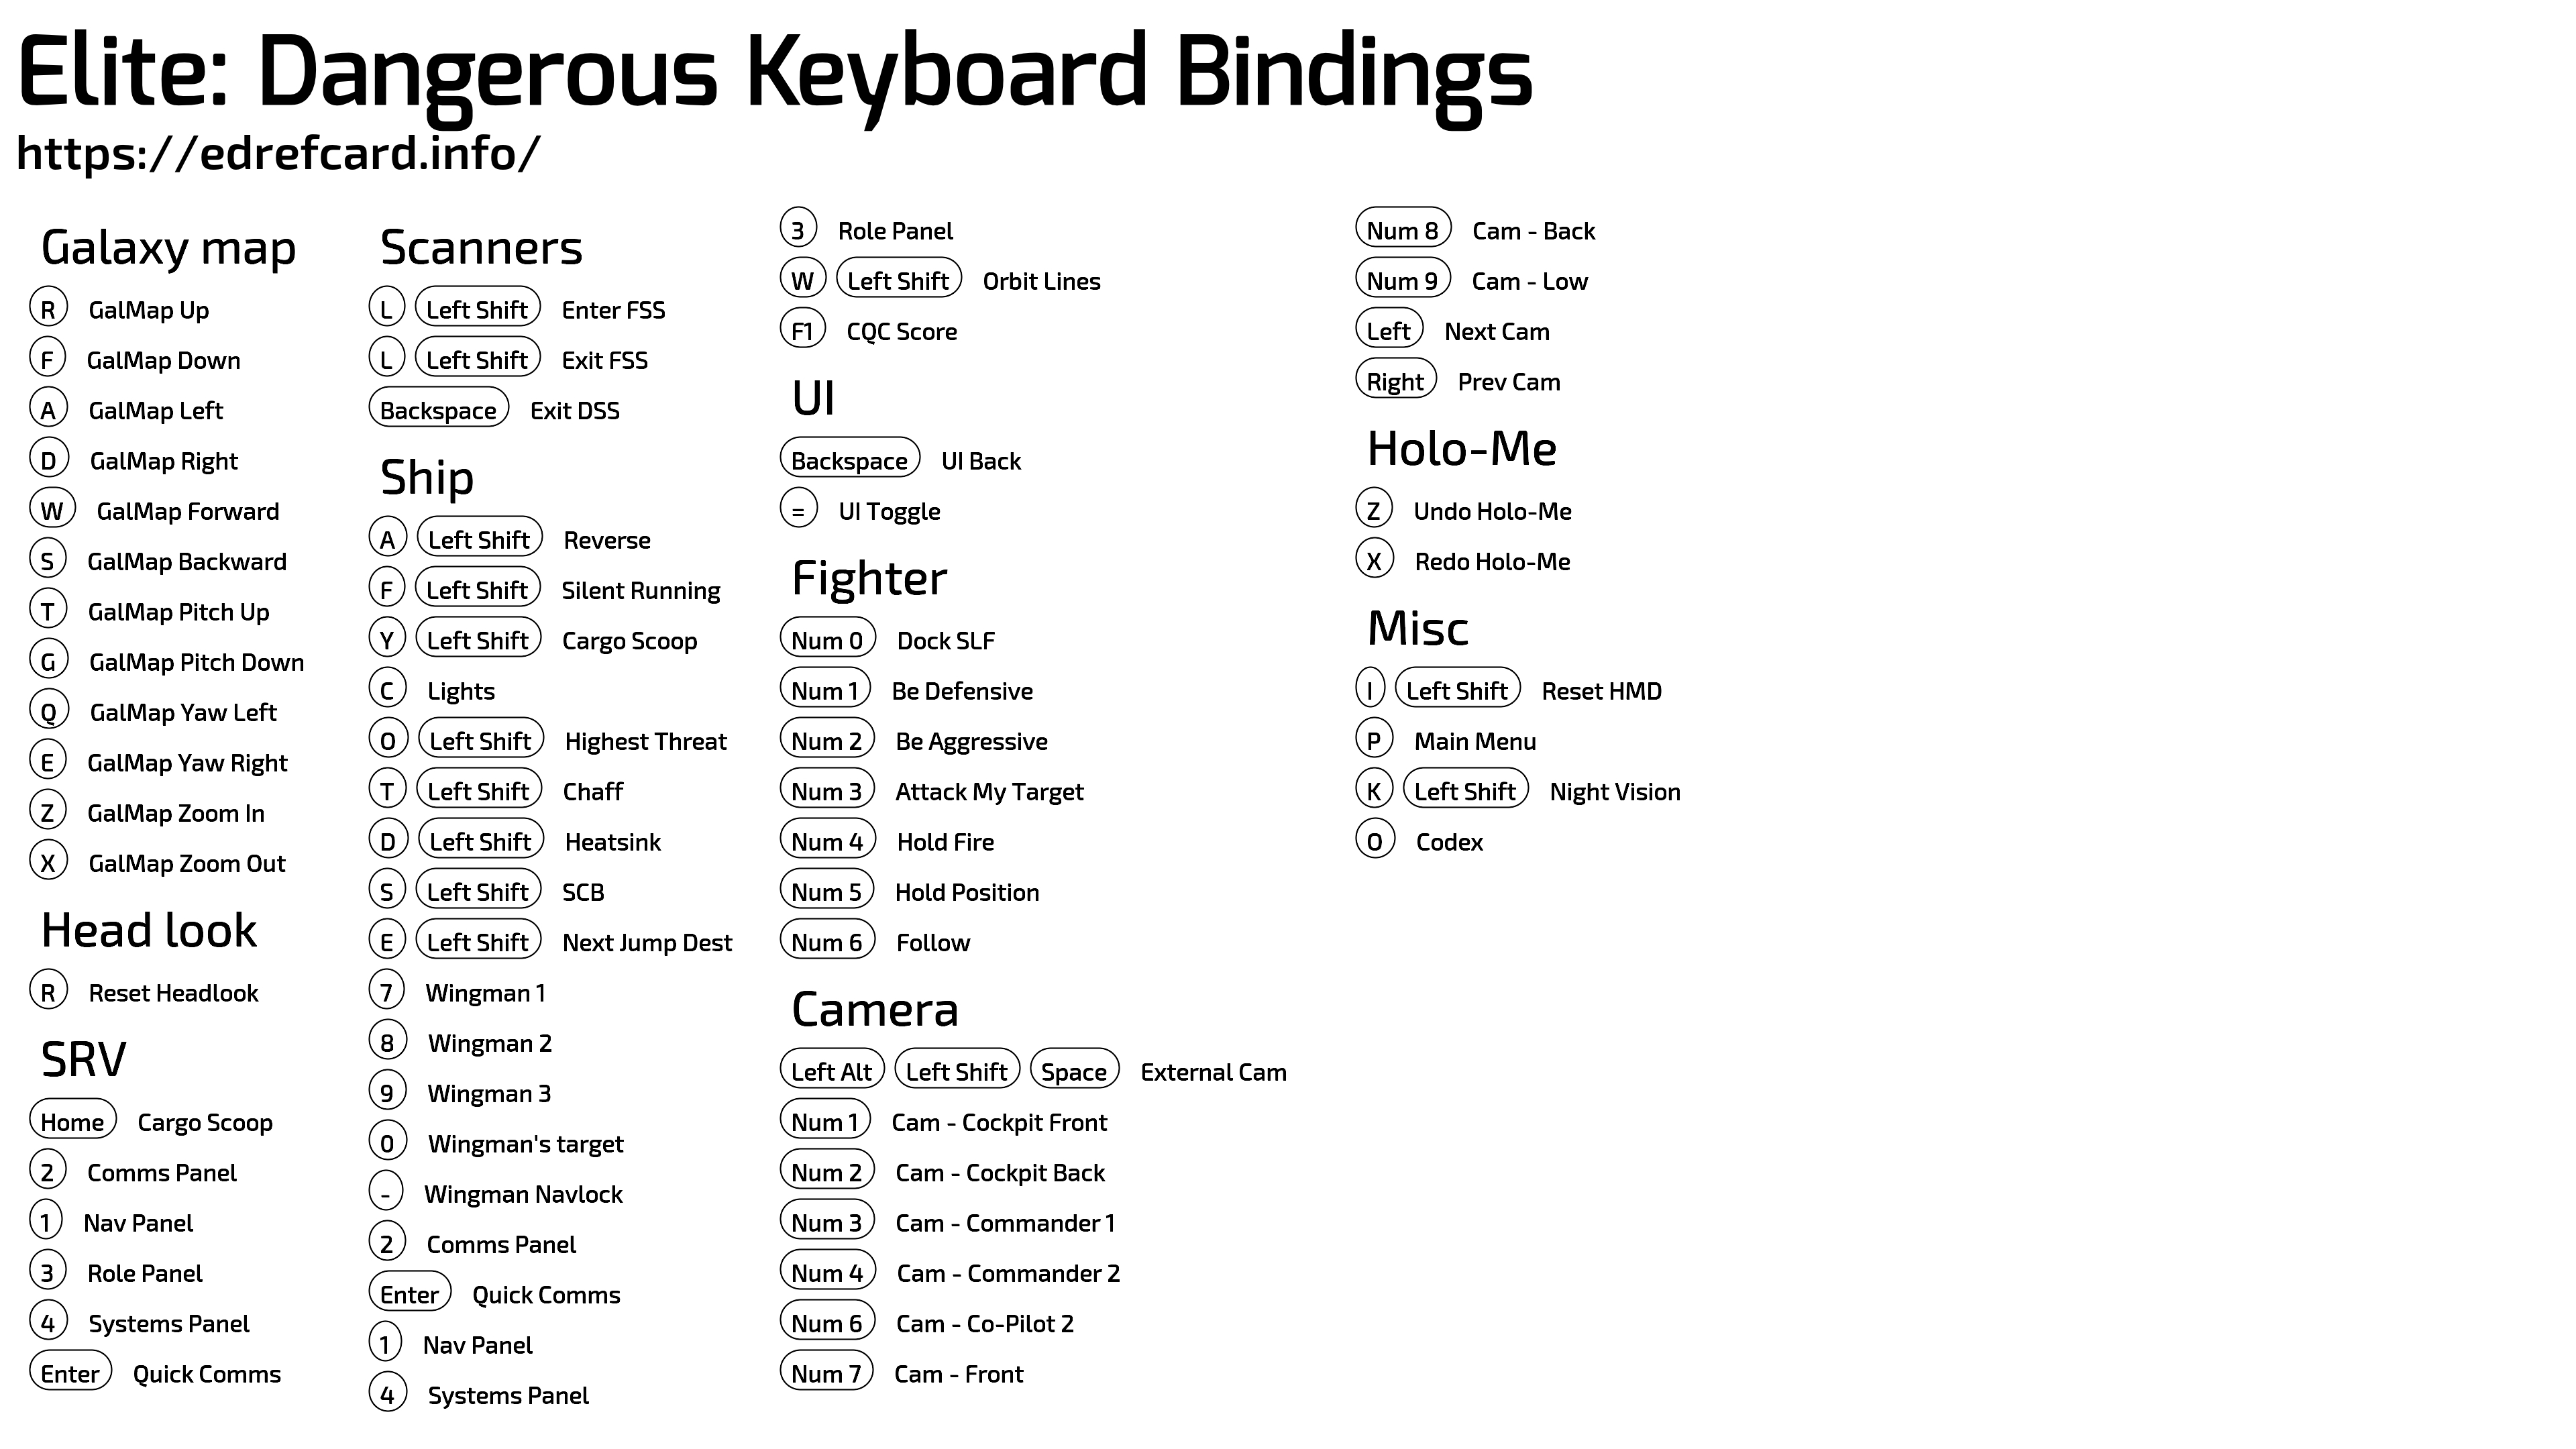 Elite: Dangerous Keyboard Bindings
https://edrefcard.info/
Galaxy map
R GalMap Up
F GalMap Down
A GalMap Left
D GalMap Right
W GalMap Forward
S GalMap Backward
T GalMap Pitch Up
G GalMap Pitch Down
Q GalMap Yaw Left
E GalMap Yaw Right
Z GalMap Zoom In
X GalMap Zoom Out
Head look
R Reset Headlook
SRV
Home Cargo Scoop
2 Comms Panel
1 Nav Panel
3 Role Panel
4 Systems Panel
Enter Quick Comms
Scanners
L Left Shift Enter FSS
L Left Shift Exit FSS
Backspace Exit DSS
Ship
A Left Shift Reverse
F Left Shift Silent Running
Y Left Shift Cargo Scoop
C Lights
O Left Shift Highest Threat
T Left Shift Chaff
D Left Shift Heatsink
S Left Shift SCB
E Left Shift Next Jump Dest
7 Wingman 1
8 Wingman 2
9 Wingman 3
0 Wingman's target
- Wingman Navlock
2 Comms Panel
Enter Quick Comms
1 Nav Panel
4 Systems Panel
3 Role Panel
W Left Shift Orbit Lines
F1 CQC Score
UI
Backspace UI Back
= UI Toggle
Fighter
Num 0 Dock SLF
Num 1 Be Defensive
Num 2 Be Aggressive
Num 3 Attack My Target
Num 4 Hold Fire
Num 5 Hold Position
Num 6 Follow
Camera
Left Alt Left Shift Space External Cam
Num 1 Cam - Cockpit Front
Num 2 Cam - Cockpit Back
Num 3 Cam - Commander 1
Num 4 Cam - Commander 2
Num 6 Cam - Co-Pilot 2
Num 7 Cam - Front
Num 8 Cam - Back
Num 9 Cam - Low
Left Next Cam
Right Prev Cam
Holo-Me
Z Undo Holo-Me
X Redo Holo-Me
Misc
I Left Shift Reset HMD
P Main Menu
K Left Shift Night Vision
O Codex